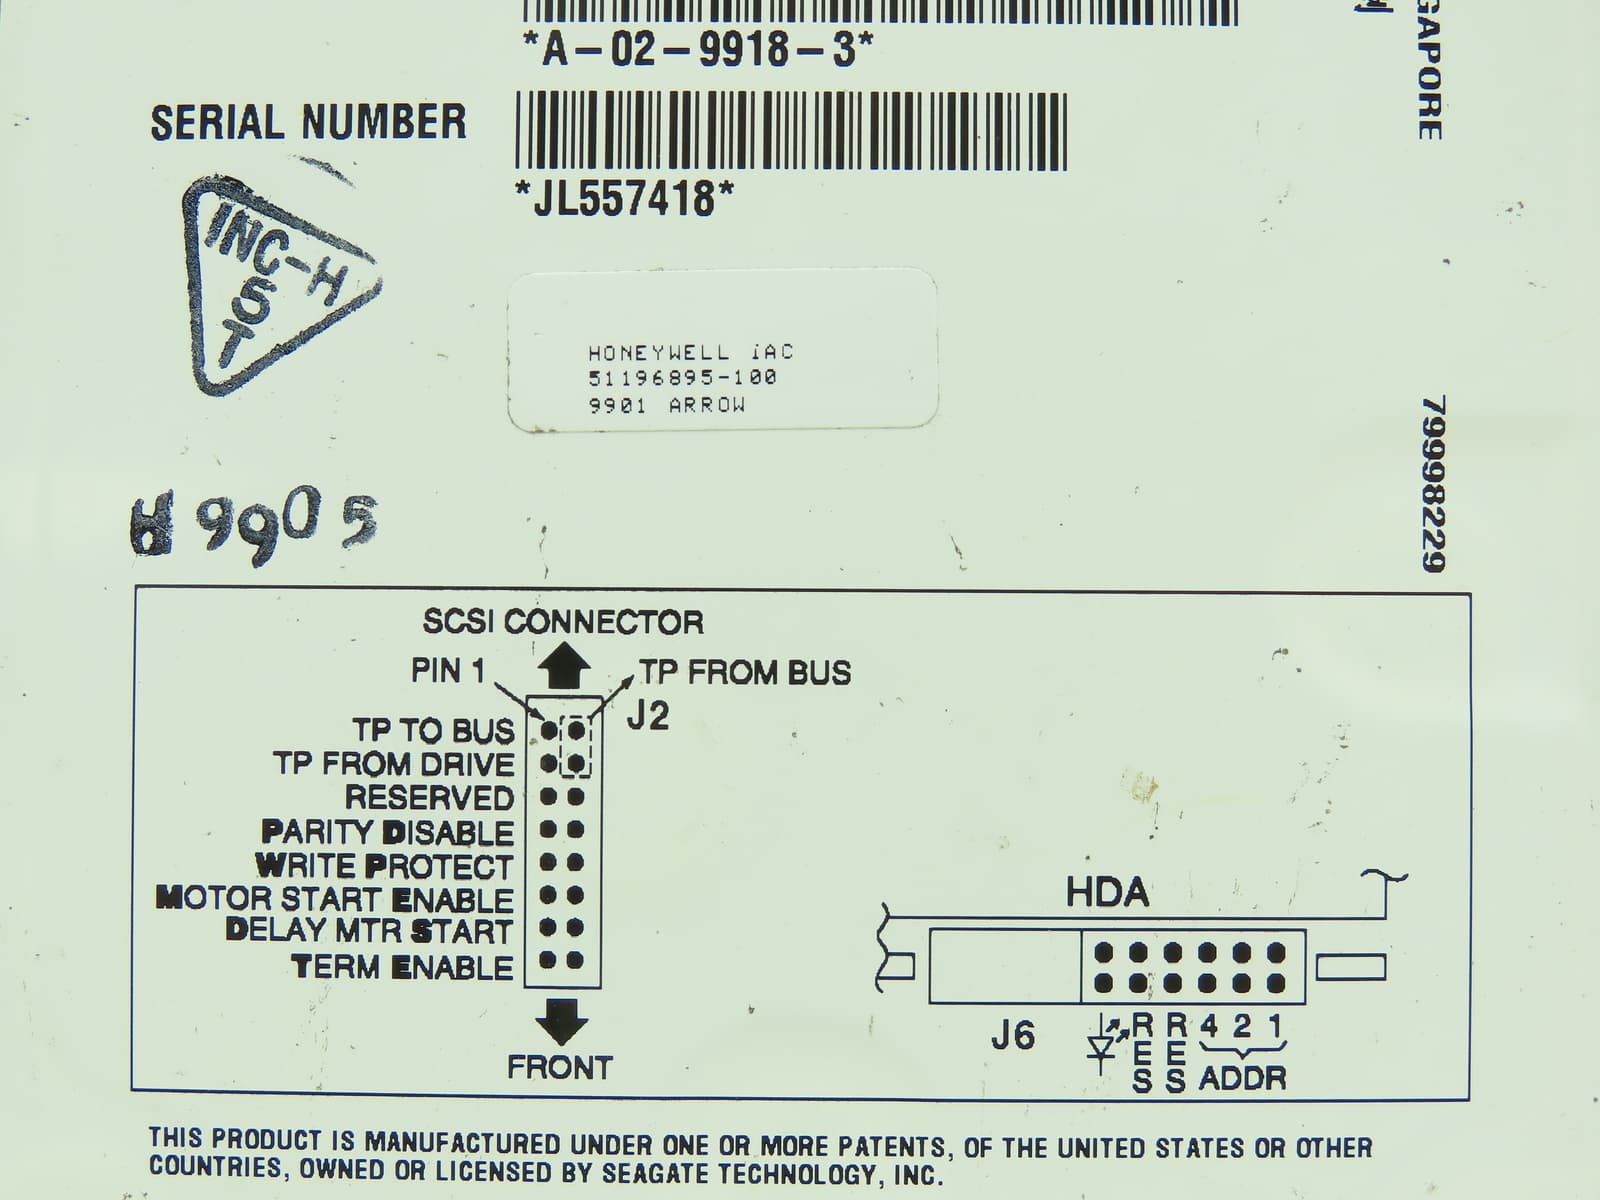 *A-02-9918-3*
GAPORE
SERIAL NUMBER
*JL557418*
INC-H
5
T
HONEYWELL iAC
51196895-100
9901 ARROW
79998229
H 9905
SCSI CONNECTOR
PIN 1
TP FROM BUS
J2
TP TO BUS
TP FROM DRIVE
RESERVED
PARITY DISABLE
WRITE PROTECT
MOTOR START ENABLE
DELAY MTR START
TERM ENABLE
FRONT
HDA
J6
RES RES 4 2 1
ADDR
THIS PRODUCT IS MANUFACTURED UNDER ONE OR MORE PATENTS, OF THE UNITED STATES OR OTHER
COUNTRIES, OWNED OR LICENSED BY SEAGATE TECHNOLOGY, INC.